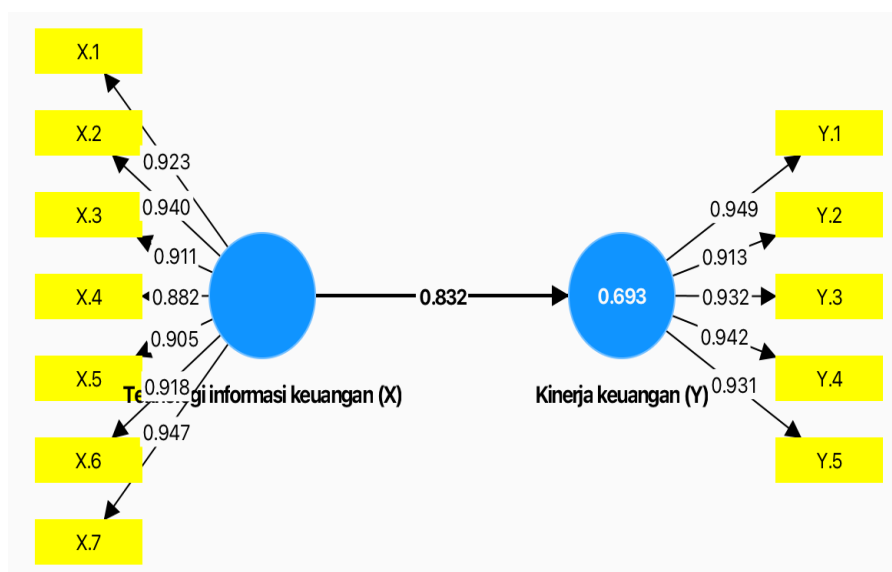 X.1
X.2
X.3
X.4
X.5
X.6
X.7
0.923
0.940
0.911
0.882
0.905
0.918
0.947
informasi keuangan (X)
0.832
0.693
Kinerja keuangan (Y)
0.949
0.913
0.932
0.942
0.931
Y.1
Y.2
Y.3
Y.4
Y.5